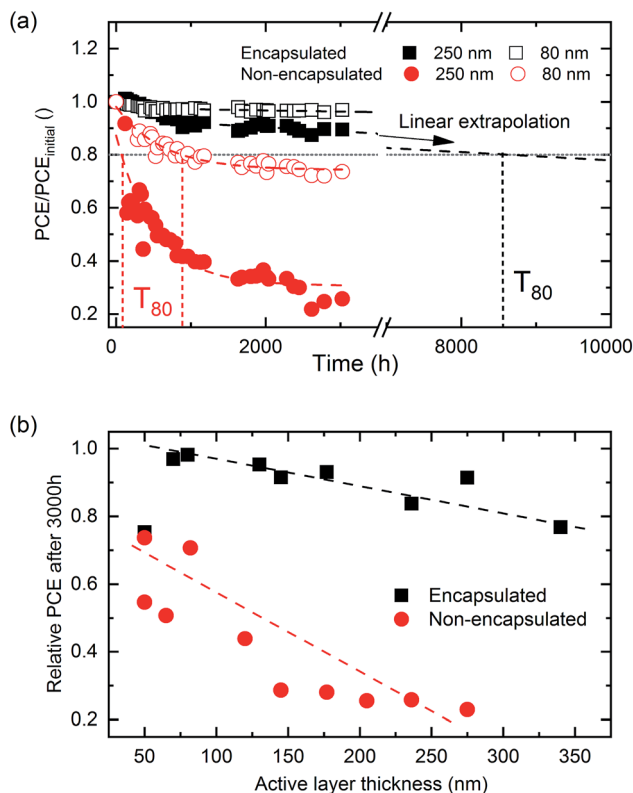 (a)
Encapsulated 250 nm 80 nm
Non-encapsulated 250 nm 80 nm
PCE/PCEinitial ()
1.2
1.0
0.8
0.6
0.4
0.2
Linear extrapolation
T80
T80
0 2000 8000 10000
Time (h)
(b)
Relative PCE after 3000h
1.0
0.8
0.6
0.4
0.2
Encapsulated
Non-encapsulated
50 100 150 200 250 300 350
Active layer thickness (nm)